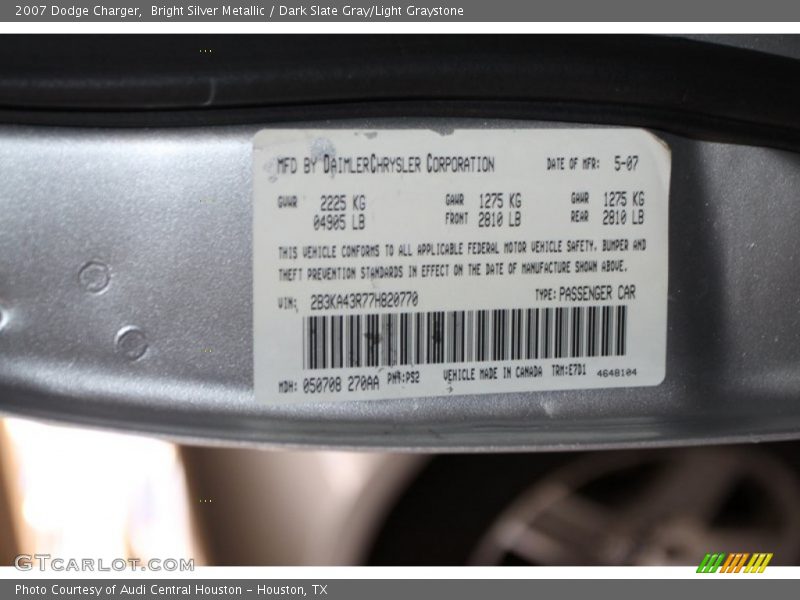 2007 Dodge Charger,  Bright Silver Metallic / Dark Slate Gray/Light Graystone
MFD BY DAIMLERCHRYSLER CORPORATION DATE OF MFR: 5-07
GVWR 2225 KG GAWR 1275 KG GAWR 1275 KG
04905 LB FRONT 2810 LB REAR 2810 LB
THIS VEHICLE CONFORMS TO ALL APPLICABLE FEDERAL MOTOR VEHICLE SAFETY, BUMPER AND
THEFT PREVENTION STANDARDS IN EFFECT ON THE DATE OF MANUFACTURE SHOWN ABOVE.
VIN: 2B3KA43R77H820770 TYPE: PASSENGER CAR
MDH: 050708 270AA PNR:PS2 VEHICLE MADE IN CANADA TRM:E7D1 4648104
GTcarlot.com
Photo Courtesy of Audi Central Houston - Houston, TX